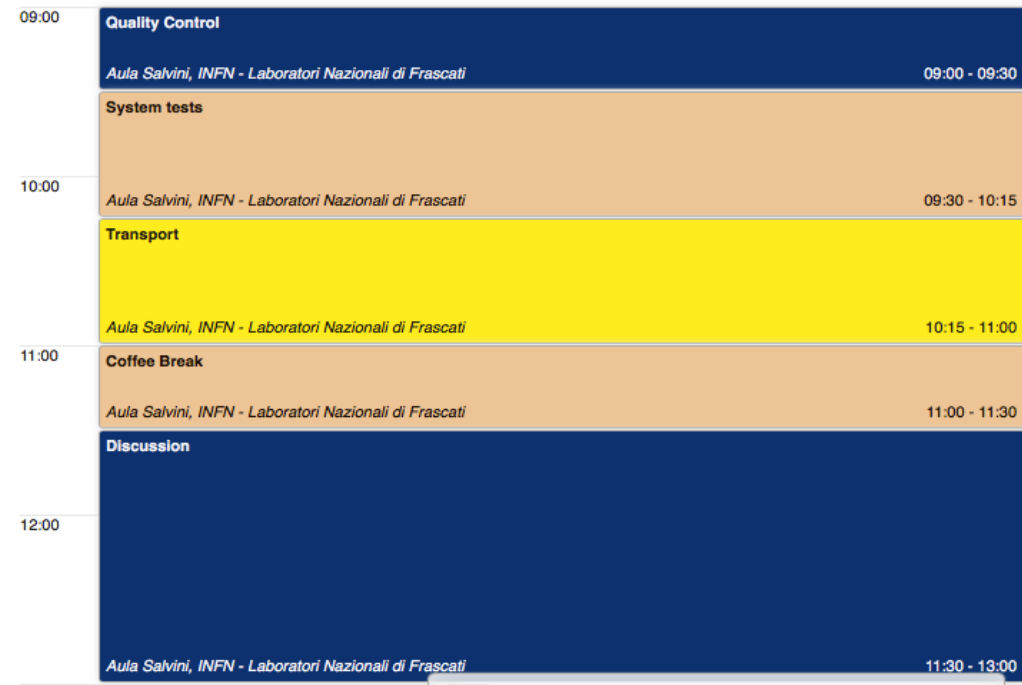 09:00
Quality Control
Aula Salvini, INFN - Laboratori Nazionali di Frascati 09:00 - 09:30
System tests
10:00
Aula Salvini, INFN - Laboratori Nazionali di Frascati 09:30 - 10:15
Transport
Aula Salvini, INFN - Laboratori Nazionali di Frascati 10:15 - 11:00
11:00
Coffee Break
Aula Salvini, INFN - Laboratori Nazionali di Frascati 11:00 - 11:30
Discussion
12:00
Aula Salvini, INFN - Laboratori Nazionali di Frascati 11:30 - 13:00